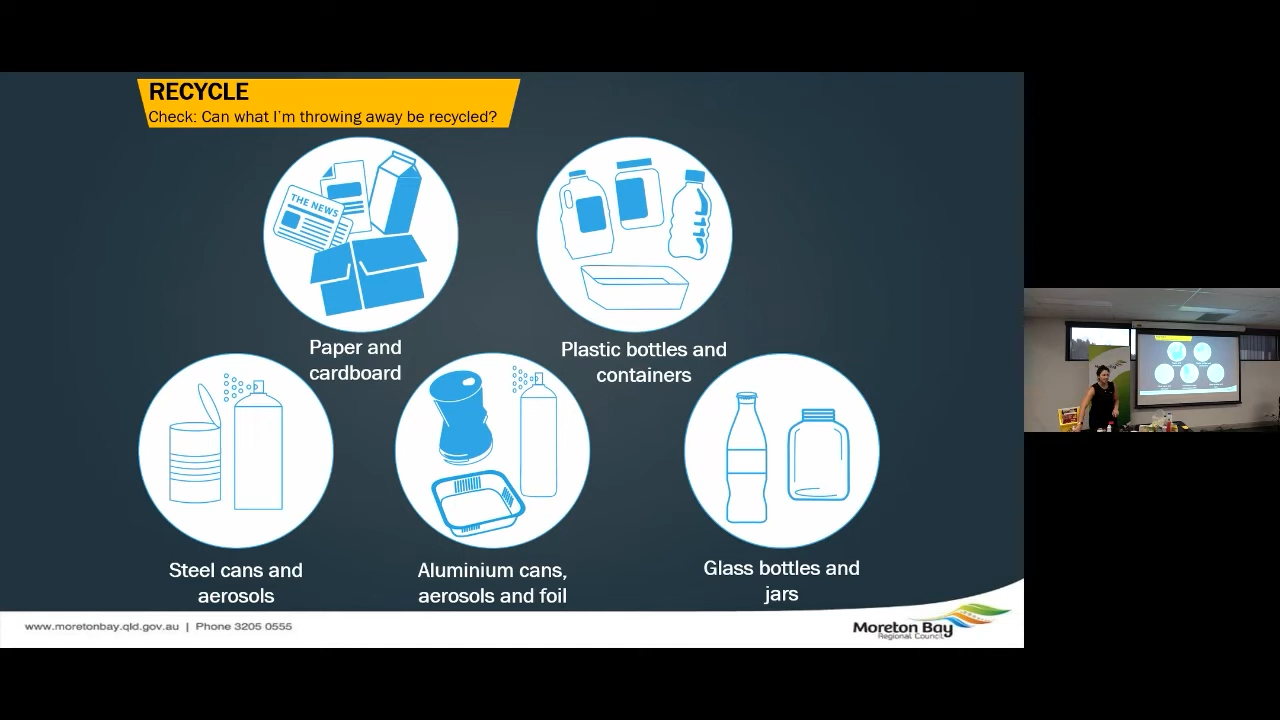 RECYCLE
Check: Can what I'm throwing away be recycled?
THE NEWS
Paper and
cardboard
Plastic bottles and
containers
Steel cans and
aerosols
Aluminium cans,
aerosols and foil
Glass bottles and
jars
www.moretonbay.qld.gov.au | Phone 3205 0555
Moreton Bay
Regional Council